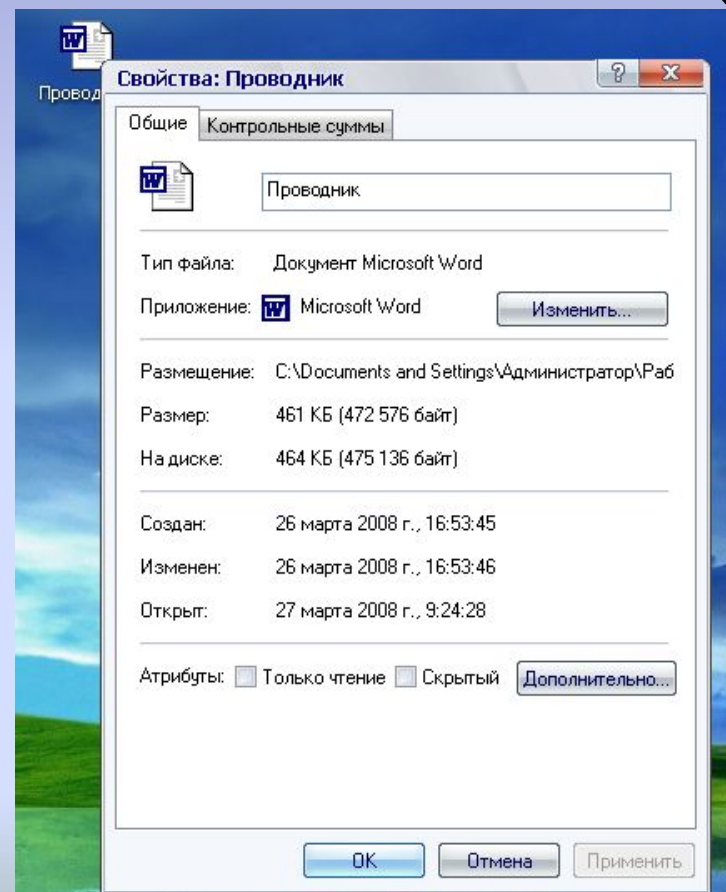 Провод
Свойства: Проводник
Общие
Контрольные суммы
Проводник
Тип файла: Документ Microsoft Word
Приложение: Microsoft Word Изменить...
Размещение: C:\Documents and Settings\Администратор\Раб
Размер: 461 КБ (472 576 байт)
На диске: 464 КБ (475 136 байт)
Создан: 26 марта 2008 г., 16:53:45
Изменен: 26 марта 2008 г., 16:53:46
Открыт: 27 марта 2008 г., 9:24:28
Атрибуты: Только чтение Скрытый Дополнительно...
OK Отмена Применить